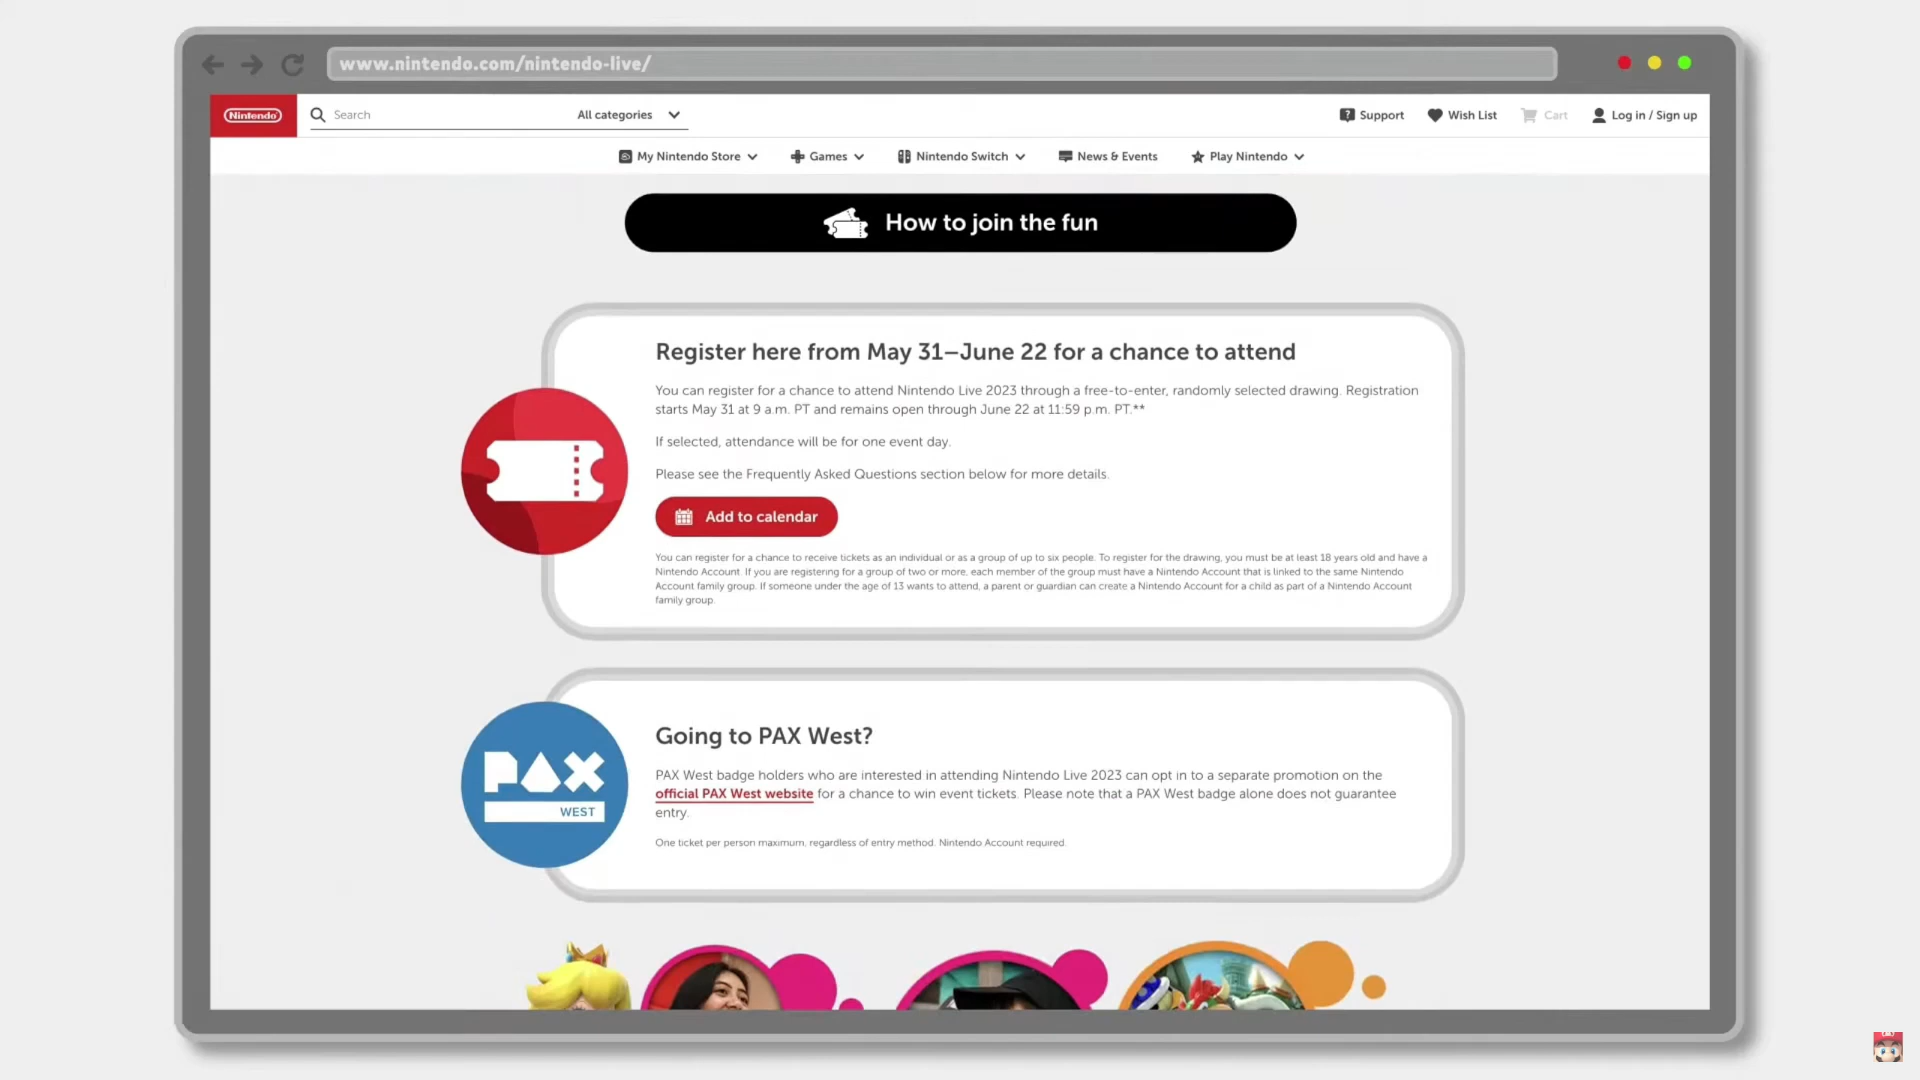 www.nintendo.com/nintendo-live/
Nintendo
Search
All categories
Support
Wish List
Cart
Log in / Sign up
My Nintendo Store
Games
Nintendo Switch
News & Events
Play Nintendo
How to join the fun
Register here from May 31–June 22 for a chance to attend
You can register for a chance to attend Nintendo Live 2023 through a free-to-enter, randomly selected drawing. Registration
starts May 31 at 9 a.m. PT and remains open through June 22 at 11:59 p.m. PT.**
If selected, attendance will be for one event day.
Please see the Frequently Asked Questions section below for more details.
Add to calendar
You can register for a chance to receive tickets as an individual or as a group of up to six people. To register for the drawing, you must be at least 18 years old and have a
Nintendo Account. If you are registering for a group of two or more, each member of the group must have a Nintendo Account that is linked to the same Nintendo
Account family group. If someone under the age of 13 wants to attend, a parent or guardian can create a Nintendo Account for a child as part of a Nintendo Account
family group.
PAX
WEST
Going to PAX West?
PAX West badge holders who are interested in attending Nintendo Live 2023 can opt in to a separate promotion on the
official PAX West website for a chance to win event tickets. Please note that a PAX West badge alone does not guarantee
entry.
One ticket per person maximum, regardless of entry method. Nintendo Account required.